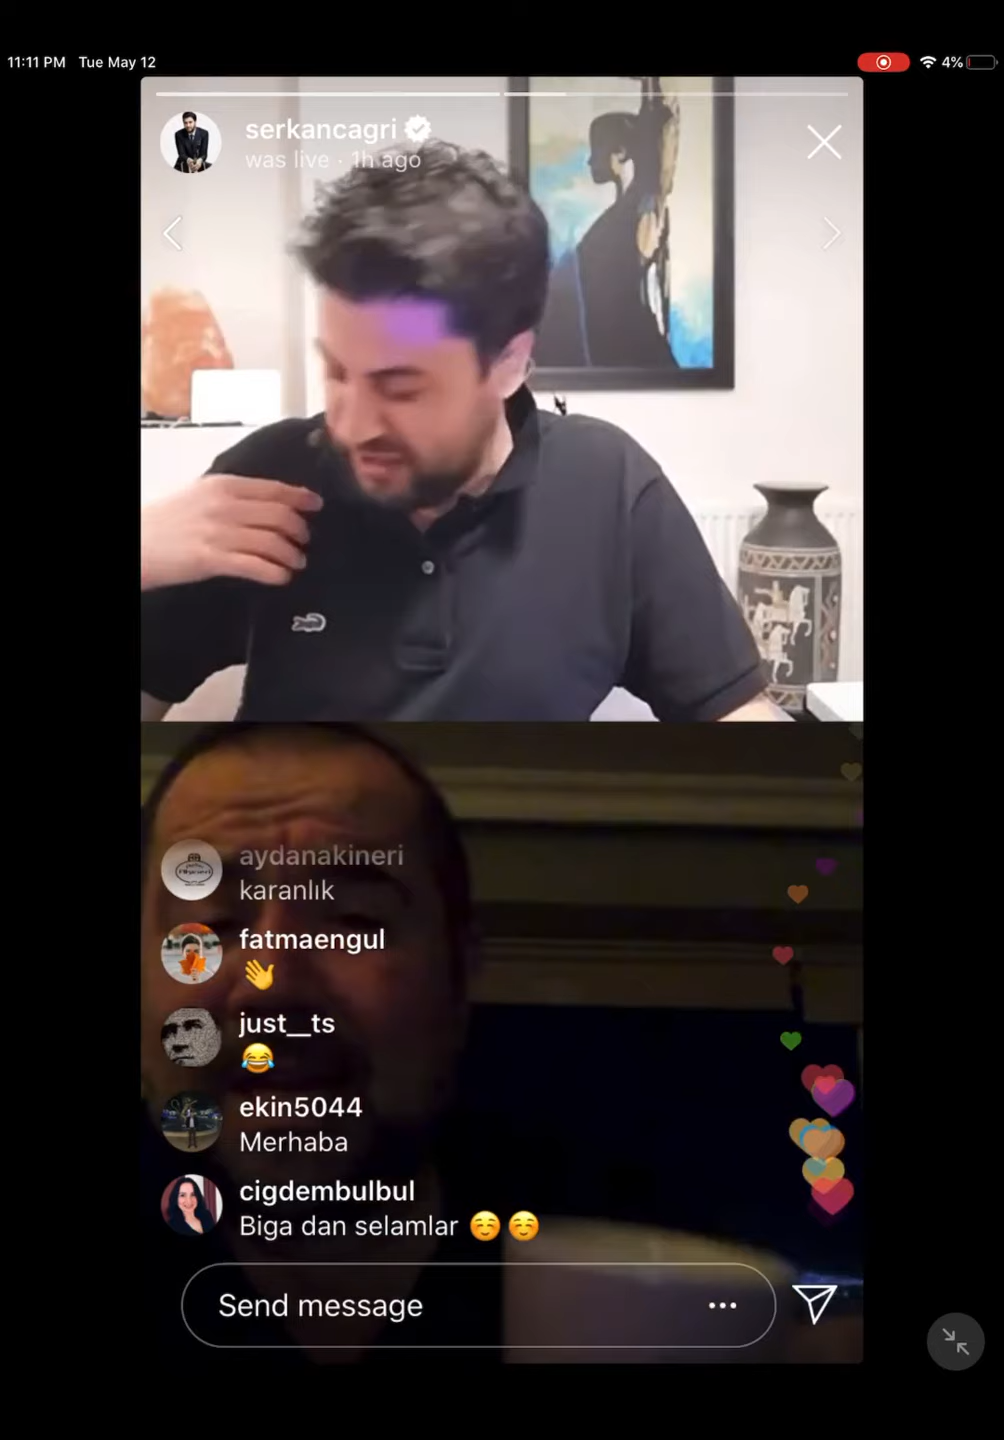 11:11 PM Tue May 12
4%
serkancagri
was live · 1h ago
aydanakineri
karanlık
fatmaengul
👋
just__ts
😂
ekin5044
Merhaba
cigdembulbul
Biga dan selamlar ☺️ ☺️
Send message